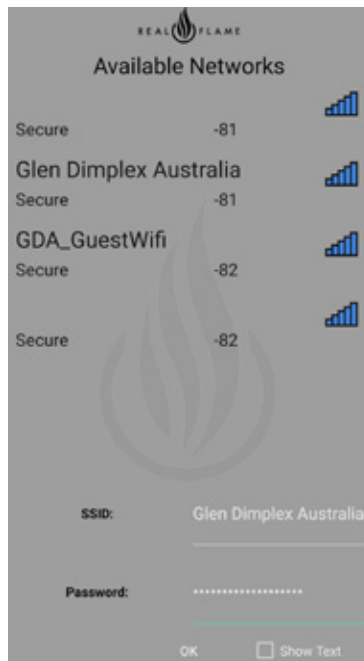 REAL FLAME
Available Networks
Secure -81
Glen Dimplex Australia
Secure -81
GDA_GuestWifi
Secure -82
Secure -82
SSID: Glen Dimplex Australia
Password: •••••••••••••••••••
OK Show Text